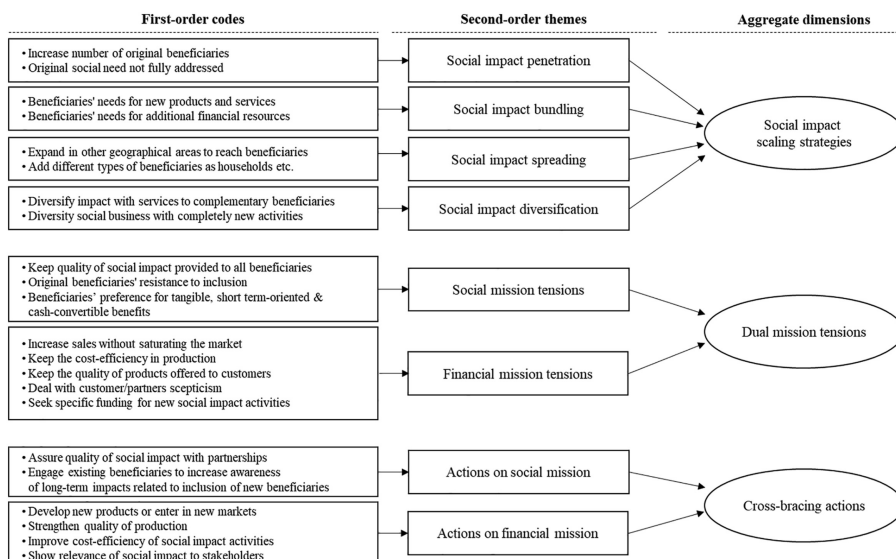 First-order codes
Second-order themes
Aggregate dimensions
• Increase number of original beneficiaries
• Original social need not fully addressed
Social impact penetration
• Beneficiaries' needs for new products and services
• Beneficiaries' needs for additional financial resources
Social impact bundling
• Expand in other geographical areas to reach beneficiaries
• Add different types of beneficiaries as households etc.
Social impact spreading
• Diversify impact with services to complementary beneficiaries
• Diversity social business with completely new activities
Social impact diversification
Social impact
scaling strategies
• Keep quality of social impact provided to all beneficiaries
• Original beneficiaries' resistance to inclusion
• Beneficiaries’ preference for tangible, short term-oriented &
cash-convertible benefits
Social mission tensions
• Increase sales without saturating the market
• Keep the cost-efficiency in production
• Keep the quality of products offered to customers
• Deal with customer/partners scepticism
• Seek specific funding for new social impact activities
Financial mission tensions
Dual mission tensions
• Assure quality of social impact with partnerships
• Engage existing beneficiaries to increase awareness
of long-term impacts related to inclusion of new beneficiaries
Actions on social mission
• Develop new products or enter in new markets
• Strengthen quality of production
• Improve cost-efficiency of social impact activities
• Show relevance of social impact to stakeholders
Actions on financial mission
Cross-bracing actions